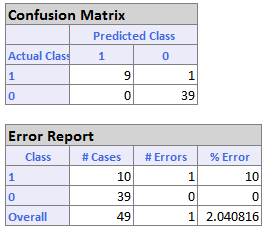 Confusion Matrix
Predicted Class
Actual Class 1 0
1 9 1
0 0 39
Error Report
Class # Cases # Errors % Error
1 10 1 10
0 39 0 0
Overall 49 1 2.040816